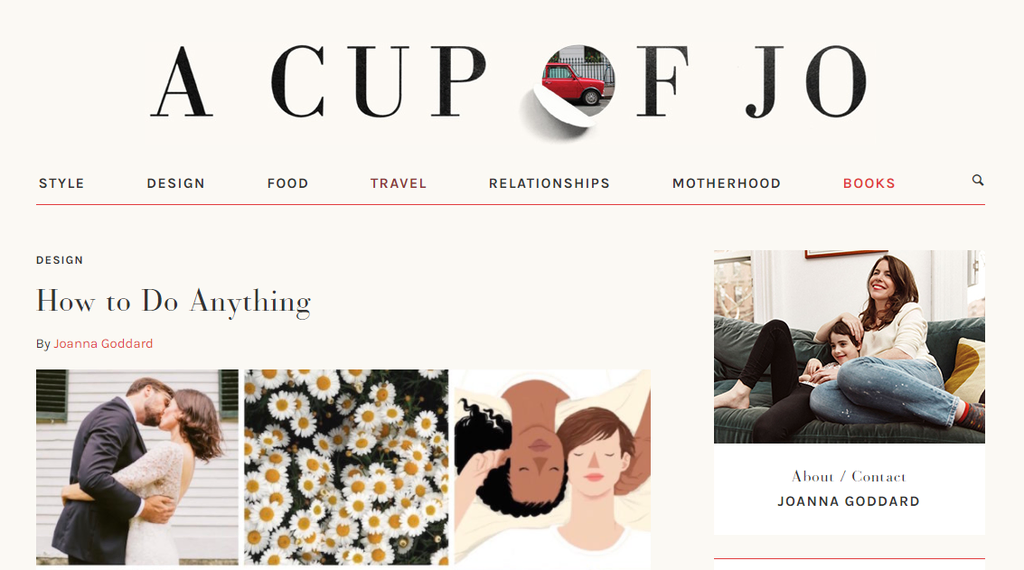 A CUP OF JO
STYLE DESIGN FOOD TRAVEL RELATIONSHIPS MOTHERHOOD BOOKS
DESIGN
How to Do Anything
By Joanna Goddard
About / Contact
JOANNA GODDARD